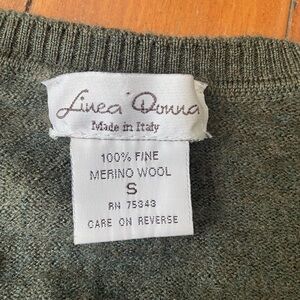 Linea Donna
Made in Italy
100% FINE
MERINO WOOL
S
RN 75343
CARE ON REVERSE